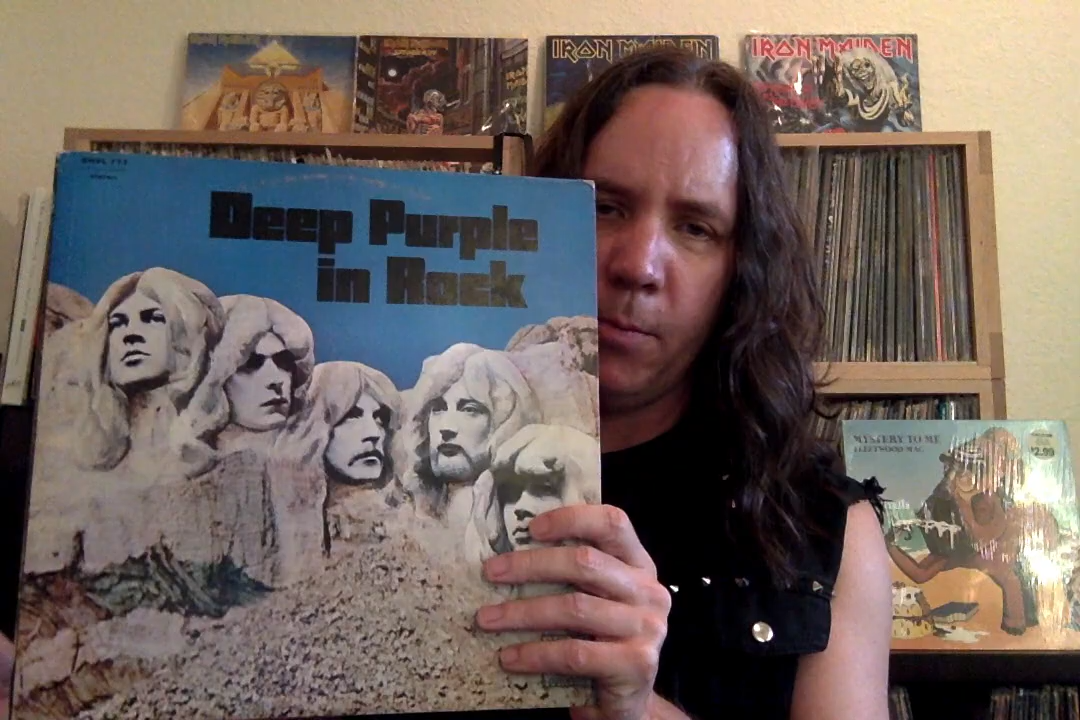 IRON MAIDEN
IRON MAIDEN
Deep Purple
in Rock
MYSTERY TO ME
FLEETWOOD MAC
$2.99